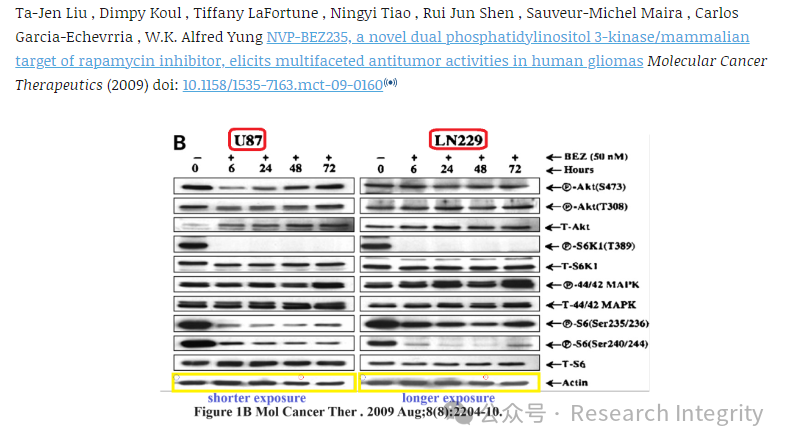 Ta-Jen Liu , Dimpy Koul , Tiffany LaFortune , Ningyi Tiao , Rui Jun Shen , Sauveur-Michel Maira , Carlos
Garcia-Echevrria , W.K. Alfred Yung NVP-BEZ235, a novel dual phosphatidylinositol 3-kinase/mammalian
target of rapamycin inhibitor, elicits multifaceted antitumor activities in human gliomas Molecular Cancer
Therapeutics (2009) doi: 10.1158/1535-7163.mct-09-0160
B U87 LN229
− + + + + − + + + + ←BEZ (50 nM)
0 6 24 48 72 0 6 24 48 72 ←Hours
←Ⓟ-Akt(S473)
←Ⓟ-Akt(T308)
←T-Akt
←Ⓟ-S6K1(T389)
←T-S6K1
←Ⓟ-44/42 MAPK
←T-44/42 MAPK
←Ⓟ-S6(Ser235/236)
←Ⓟ-S6(Ser240/244)
←T-S6
←Actin
shorter exposure longer exposure
Figure 1B Mol Cancer Ther . 2009 Aug;8(8):2204-10.
公众号 · Research Integrity